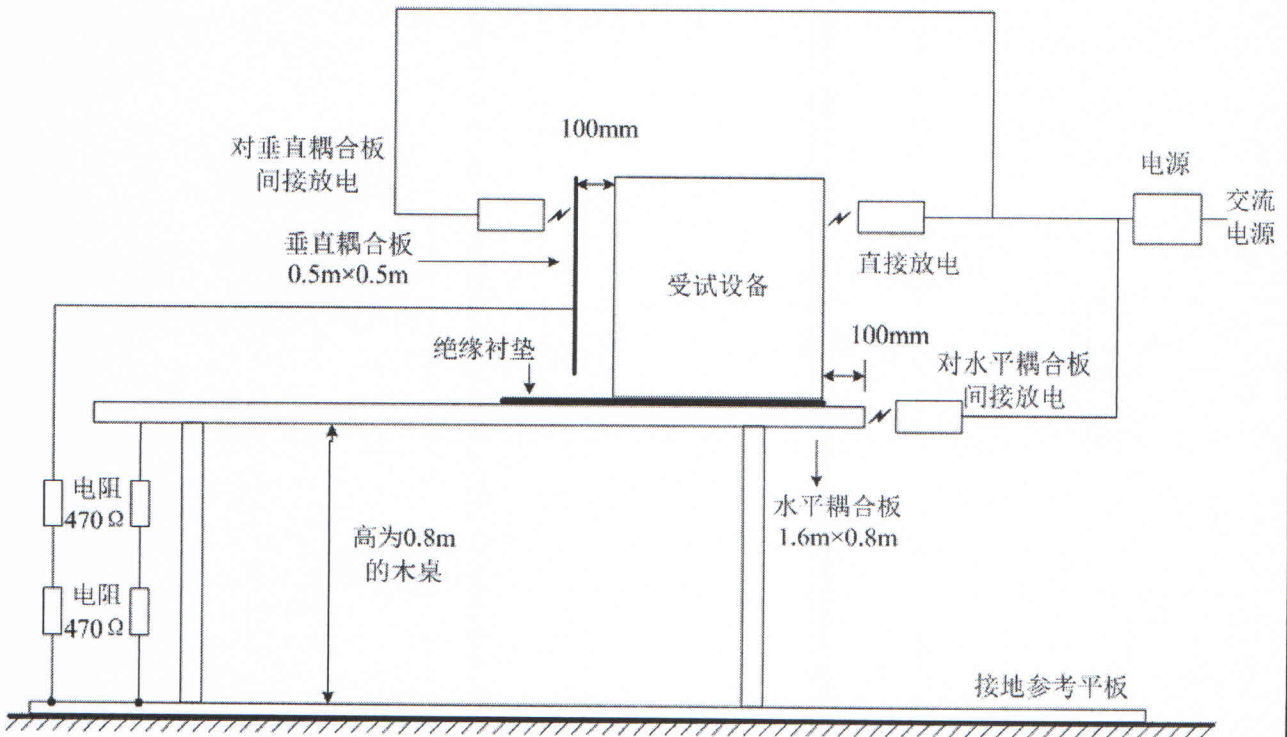 100mm
对垂直耦合板
间接放电
电源
交流
电源
垂直耦合板
0.5m×0.5m
直接放电
受试设备
100mm
绝缘衬垫
对水平耦合板
间接放电
电阻
470Ω
水平耦合板
1.6m×0.8m
高为0.8m
的木桌
电阻
470Ω
接地参考平板